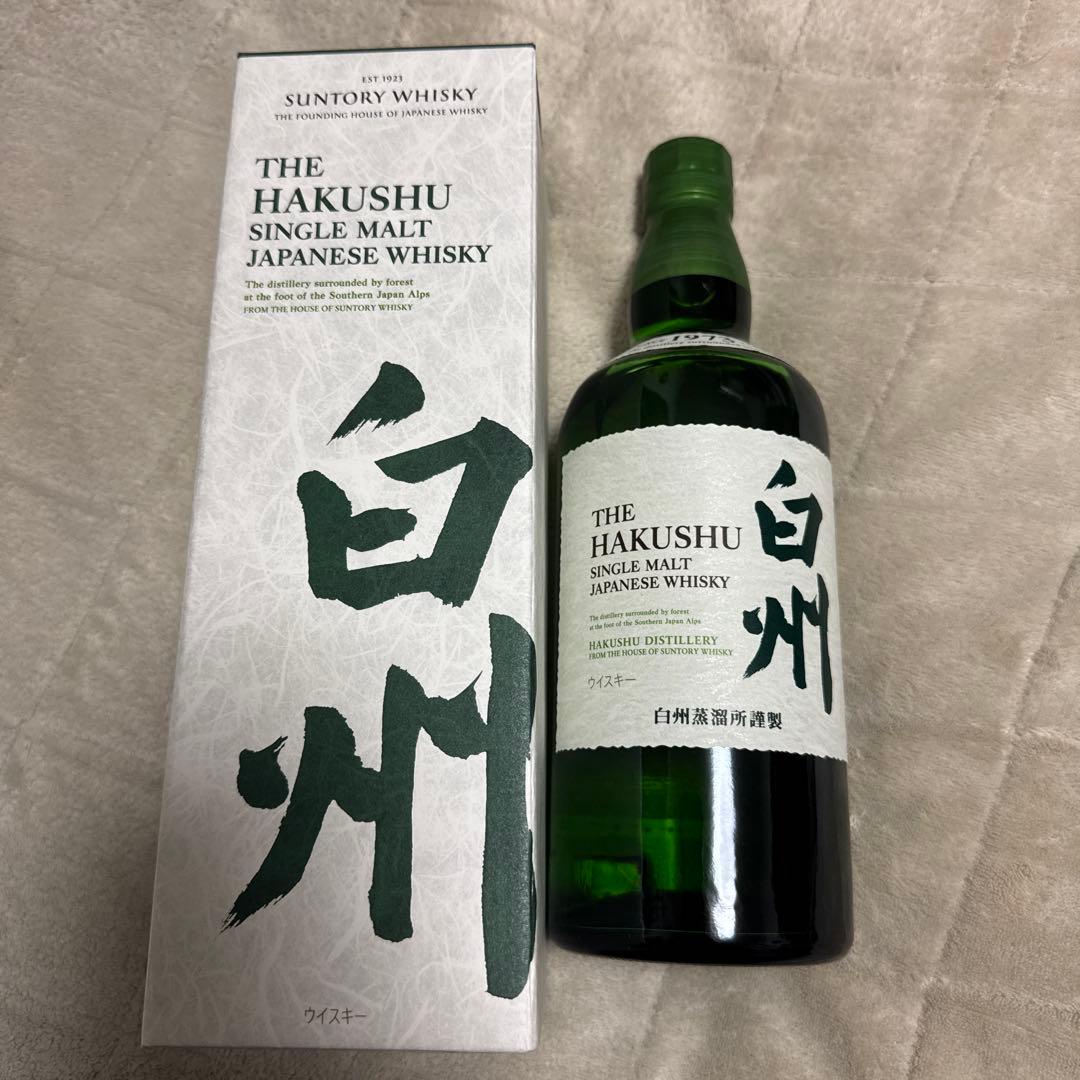 EST 1923
SUNTORY WHISKY
THE FOUNDING HOUSE OF JAPANESE WHISKY
THE
HAKUSHU
SINGLE MALT
JAPANESE WHISKY
The distillery surrounded by forest
at the foot of the Southern Japan Alps
FROM THE HOUSE OF SUNTORY WHISKY
白州
ウイスキー
1973
THE
HAKUSHU
SINGLE MALT
JAPANESE WHISKY
The distillery surrounded by forest
at the foot of the Southern Japan Alps
HAKUSHU DISTILLERY
FROM THE HOUSE OF SUNTORY WHISKY
ウイスキー
白州
白州蒸溜所謹製